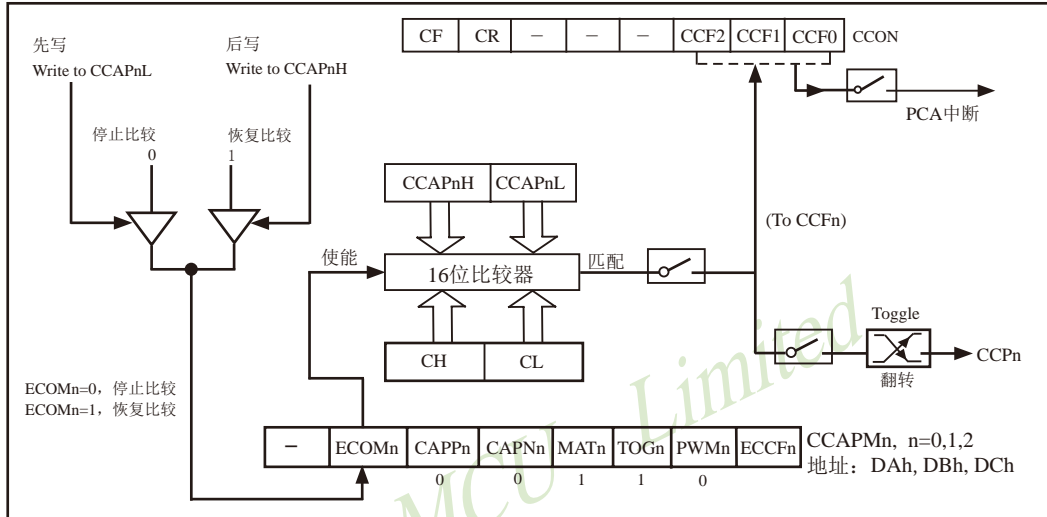 CF CR – – – CCF2 CCF1 CCF0 CCON
先写
Write to CCAPnL
后写
Write to CCAPnH
PCA中断
停止比较
0
恢复比较
1
CCAPnH CCAPnL
(To CCFn)
使能
16位比较器
匹配
Toggle
CH CL
CCPn
翻转
ECOMn=0，停止比较
ECOMn=1，恢复比较
– ECOMn CAPPn CAPNn MATn TOGn PWMn ECCFn
0 0 1 1 0
CCAPMn, n=0,1,2
地址：DAh, DBh, DCh
MCU Limited